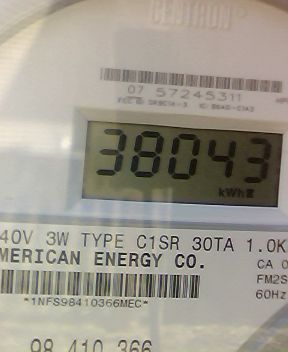 CENTRON
07 57245311
38043
kWh
240V 3W TYPE C1SR 30TA 1.0K
MERICAN ENERGY CO.
CA 0
FM2S
60Hz
*1NFS98410366MEC*
98 410 366